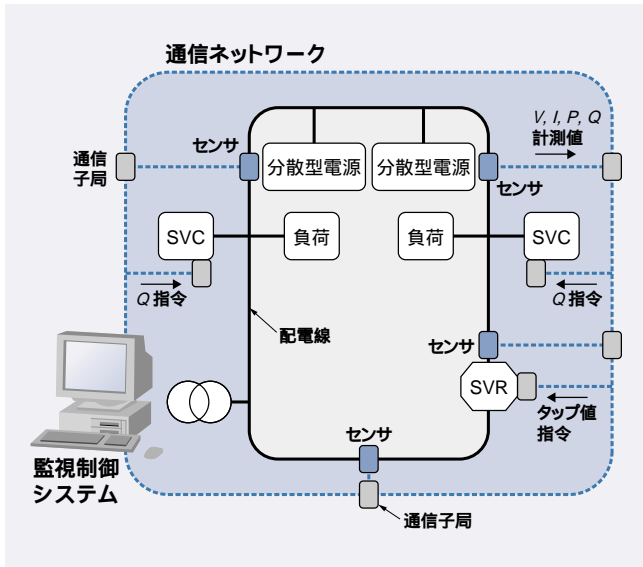 通信ネットワーク
V, I, P, Q
計測値
センサ
通信
子局
分散型電源
分散型電源
センサ
SVC
負荷
負荷
SVC
Q 指令
Q 指令
配電線
センサ
SVR
タップ値
指令
センサ
監視制御
システム
通信子局